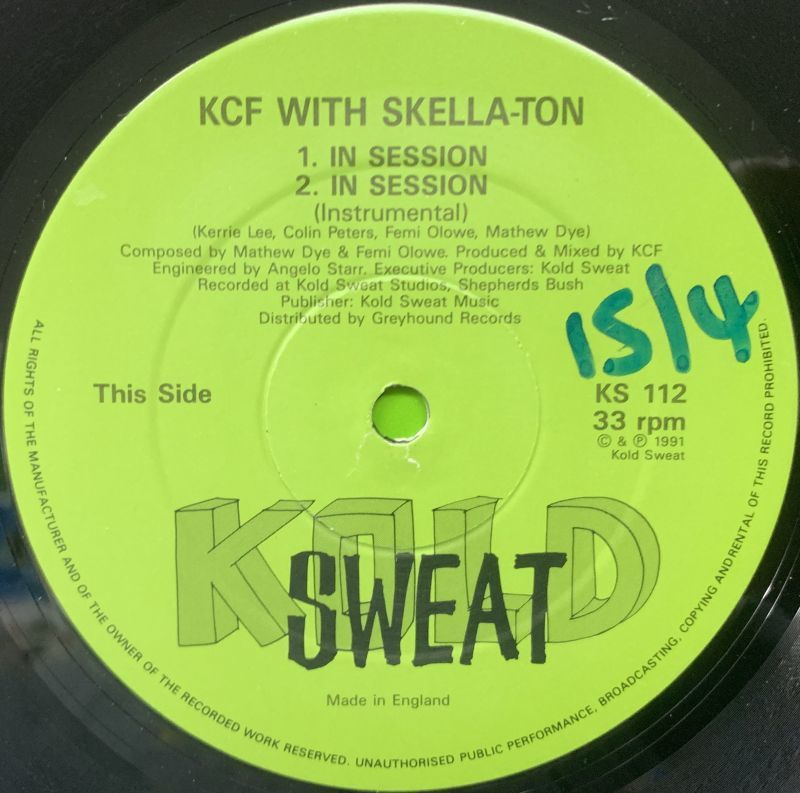 KCF WITH SKELLA-TON
1. IN SESSION
2. IN SESSION
(Instrumental)
(Kerrie Lee, Colin Peters, Femi Olowe, Mathew Dye)
Composed by Mathew Dye & Femi Olowe. Produced & Mixed by KCF
Engineered by Angelo Starr. Executive Producers: Kold Sweat
Recorded at Kold Sweat Studios, Shepherds Bush
Publisher: Kold Sweat Music
Distributed by Greyhound Records
15/4
This Side
KS 112
33 rpm
© & ℗ 1991
Kold Sweat
KOLD
SWEAT
Made in England
ALL RIGHTS OF THE MANUFACTURER AND OF THE OWNER OF THE RECORDED WORK RESERVED. UNAUTHORISED PUBLIC PERFORMANCE, BROADCASTING, COPYING ANDRENTAL OF THIS RECORD PROHIBITED.